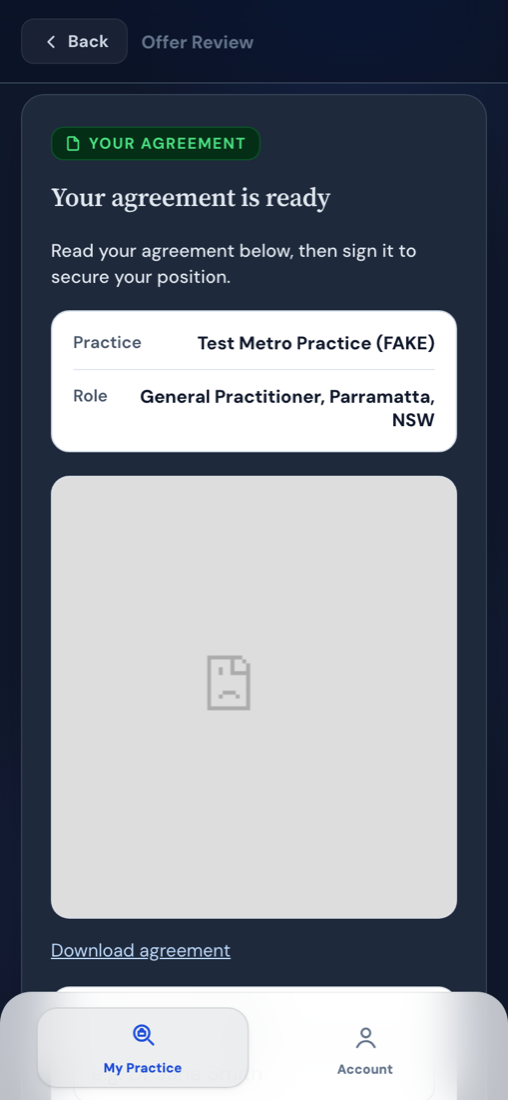 Back
Offer Review
YOUR AGREEMENT
Your agreement is ready
Read your agreement below, then sign it to
secure your position.
Practice
Test Metro Practice (FAKE)
Role
General Practitioner, Parramatta,
NSW
Download agreement
My Practice
Account